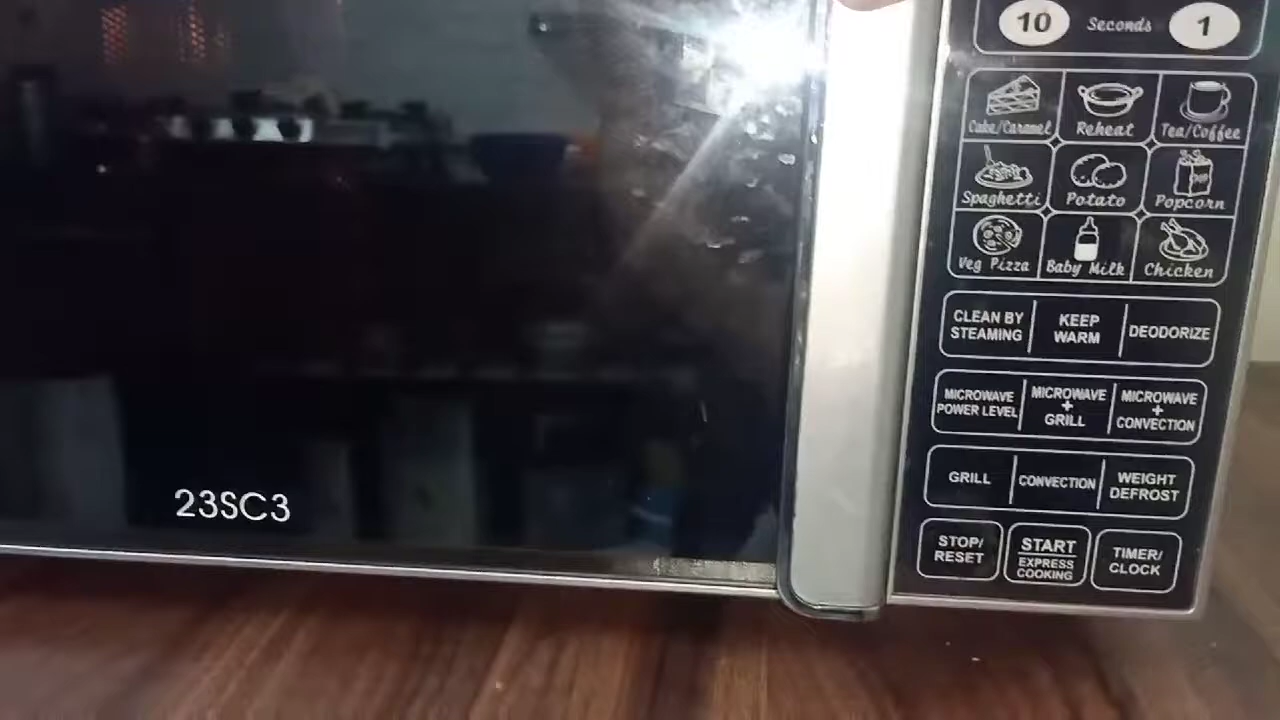 10 Seconds 1
Cake/Caramel Reheat Tea/Coffee
Spaghetti Potato Popcorn
Veg Pizza Baby Milk Chicken
CLEAN BY
STEAMING
KEEP
WARM
DEODORIZE
MICROWAVE
POWER LEVEL
MICROWAVE
+
GRILL
MICROWAVE
+
CONVECTION
GRILL
CONVECTION
WEIGHT
DEFROST
STOP/
RESET
START
EXPRESS
COOKING
TIMER/
CLOCK
23SC3